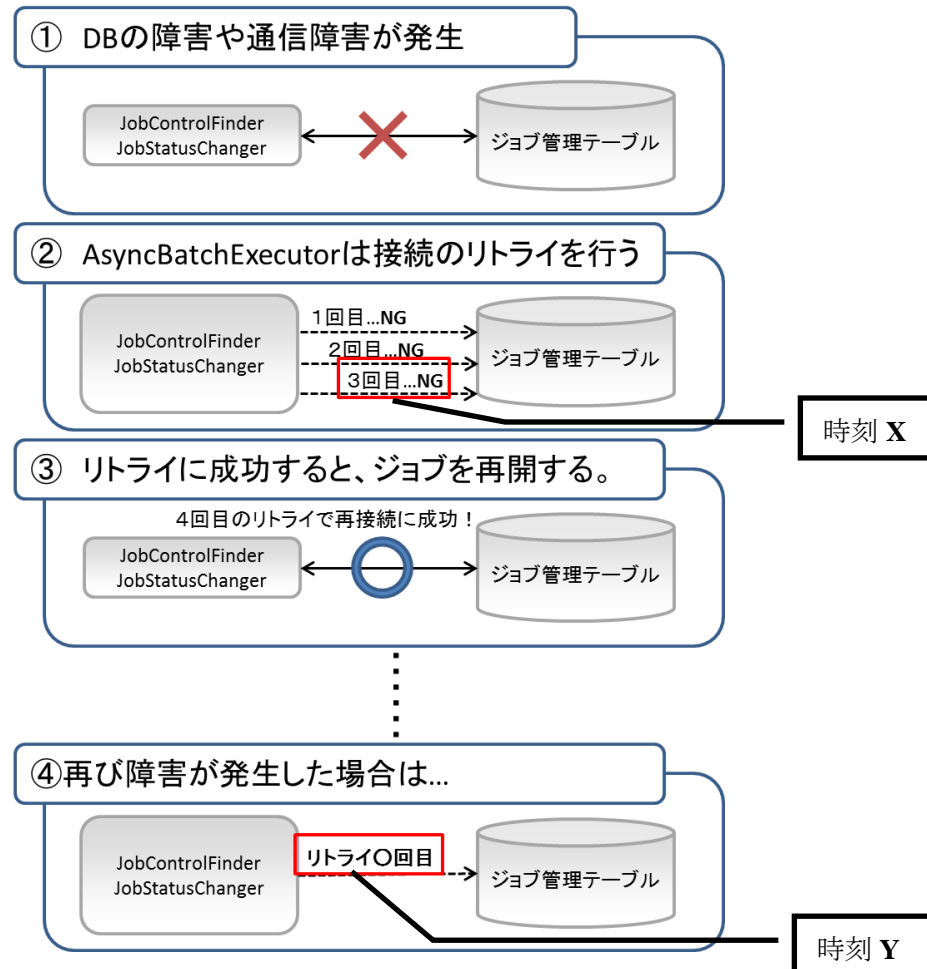 ① DBの障害や通信障害が発生
JobControlFinder
JobStatusChanger
ジョブ管理テーブル
② AsyncBatchExecutorは接続のリトライを行う
JobControlFinder
JobStatusChanger
1回目...NG
2回目...NG
3回目...NG
ジョブ管理テーブル
時刻 X
③ リトライに成功すると、ジョブを再開する。
4回目のリトライで再接続に成功！
JobControlFinder
JobStatusChanger
ジョブ管理テーブル
④再び障害が発生した場合は...
JobControlFinder
JobStatusChanger
リトライ〇回目
ジョブ管理テーブル
時刻 Y